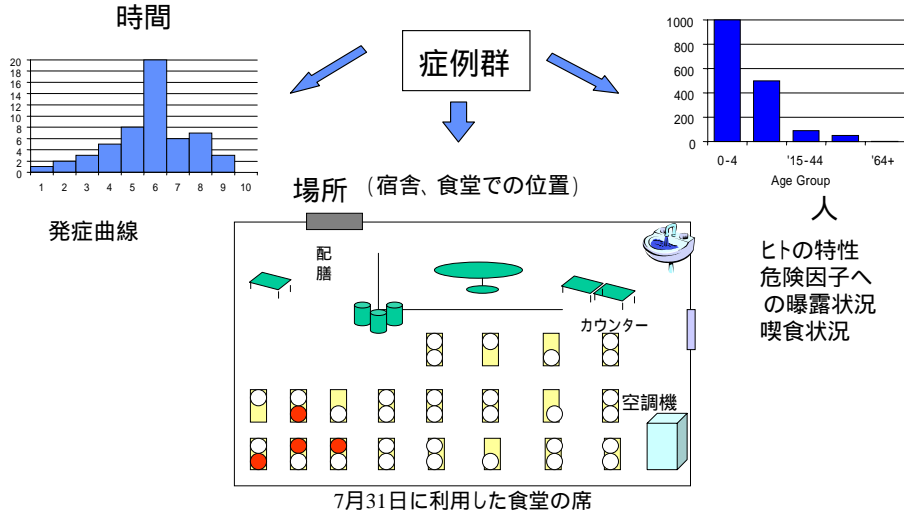 時間
症例群
20
18
16
14
12
10
8
6
4
2
0
1 2 3 4 5 6 7 8 9 10
発症曲線
1000
800
600
400
200
0
0-4 '15-44 '64+
Age Group
人
ヒトの特性
危険因子へ
の曝露状況
喫食状況
場所 (宿舎、食堂での位置)
配
膳
カウンター
空調機
7月31日に利用した食堂の席